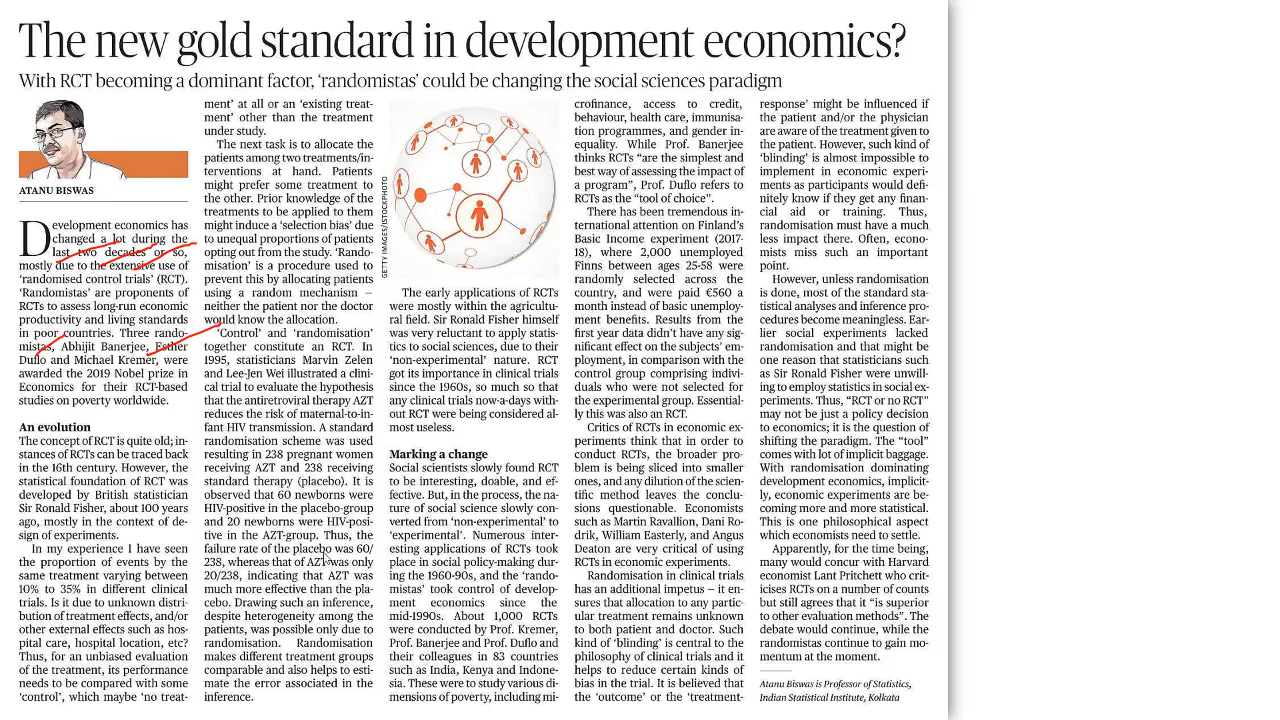 The new gold standard in development economics?
With RCT becoming a dominant factor, ‘randomistas’ could be changing the social sciences paradigm
ATANU BISWAS
Development economics has
changed a lot during the
last two decades or so,
mostly due to the extensive use of
‘randomised control trials’ (RCT).
‘Randomistas’ are proponents of
RCTs to assess long-run economic
productivity and living standards
in poor countries. Three rando-
mistas, Abhijit Banerjee, Esther
Duflo and Michael Kremer, were
awarded the 2019 Nobel prize in
Economics for their RCT-based
studies on poverty worldwide.
An evolution
The concept of RCT is quite old; in-
stances of RCTs can be traced back
in the 16th century. However, the
statistical foundation of RCT was
developed by British statistician
Sir Ronald Fisher, about 100 years
ago, mostly in the context of de-
sign of experiments.
In my experience I have seen
the proportion of events by the
same treatment varying between
10% to 35% in different clinical
trials. Is it due to unknown distri-
bution of treatment effects, and/or
other external effects such as hos-
pital care, hospital location, etc?
Thus, for an unbiased evaluation
of the treatment, its performance
needs to be compared with some
‘control’, which maybe ‘no treat-
ment’ at all or an ‘existing treat-
ment’ other than the treatment
under study.
The next task is to allocate the
patients among two treatments/in-
terventions at hand. Patients
might prefer some treatment to
the other. Prior knowledge of the
treatments to be applied to them
might induce a ‘selection bias’ due
to unequal proportions of patients
opting out from the study. ‘Rando-
misation’ is a procedure used to
prevent this by allocating patients
using a random mechanism —
neither the patient nor the doctor
would know the allocation.
‘Control’ and ‘randomisation’
together constitute an RCT. In
1995, statisticians Marvin Zelen
and Lee-Jen Wei illustrated a clini-
cal trial to evaluate the hypothesis
that the antiretroviral therapy AZT
reduces the risk of maternal-to-in-
fant HIV transmission. A standard
randomisation scheme was used
resulting in 238 pregnant women
receiving AZT and 238 receiving
standard therapy (placebo). It is
observed that 60 newborns were
HIV-positive in the placebo-group
and 20 newborns were HIV-posi-
tive in the AZT-group. Thus, the
failure rate of the placebo was 60/
238, whereas that of AZT was only
20/238, indicating that AZT was
much more effective than the pla-
cebo. Drawing such an inference,
despite heterogeneity among the
patients, was possible only due to
randomisation. Randomisation
makes different treatment groups
comparable and also helps to esti-
mate the error associated in the
inference.
GETTY IMAGES/ISTOCKPHOTO
The early applications of RCTs
were mostly within the agricultu-
ral field. Sir Ronald Fisher himself
was very reluctant to apply statis-
tics to social sciences, due to their
‘non-experimental’ nature. RCT
got its importance in clinical trials
since the 1960s, so much so that
any clinical trials now-a-days with-
out RCT were being considered al-
most useless.
Marking a change
Social scientists slowly found RCT
to be interesting, doable, and ef-
fective. But, in the process, the na-
ture of social science slowly con-
verted from ‘non-experimental’ to
‘experimental’. Numerous inter-
esting applications of RCTs took
place in social policy-making dur-
ing the 1960-90s, and the ‘rando-
mistas’ took control of develop-
ment economics since the
mid-1990s. About 1,000 RCTs
were conducted by Prof. Kremer,
Prof. Banerjee and Prof. Duflo and
their colleagues in 83 countries
such as India, Kenya and Indone-
sia. These were to study various di-
mensions of poverty, including mi-
crofinance, access to credit,
behaviour, health care, immunisa-
tion programmes, and gender in-
equality. While Prof. Banerjee
thinks RCTs “are the simplest and
best way of assessing the impact of
a program”, Prof. Duflo refers to
RCTs as the “tool of choice”.
There has been tremendous in-
ternational attention on Finland’s
Basic Income experiment (2017-
18), where 2,000 unemployed
Finns between ages 25-58 were
randomly selected across the
country, and were paid €560 a
month instead of basic unemploy-
ment benefits. Results from the
first year data didn’t have any sig-
nificant effect on the subjects’ em-
ployment, in comparison with the
control group comprising indivi-
duals who were not selected for
the experimental group. Essential-
ly this was also an RCT.
Critics of RCTs in economic ex-
periments think that in order to
conduct RCTs, the broader pro-
blem is being sliced into smaller
ones, and any dilution of the scien-
tific method leaves the conclu-
sions questionable. Economists
such as Martin Ravallion, Dani Ro-
drik, William Easterly, and Angus
Deaton are very critical of using
RCTs in economic experiments.
Randomisation in clinical trials
has an additional impetus — it en-
sures that allocation to any partic-
ular treatment remains unknown
to both patient and doctor. Such
kind of ‘blinding’ is central to the
philosophy of clinical trials and it
helps to reduce certain kinds of
bias in the trial. It is believed that
the ‘outcome’ or the ‘treatment-
response’ might be influenced if
the patient and/or the physician
are aware of the treatment given to
the patient. However, such kind of
‘blinding’ is almost impossible to
implement in economic experi-
ments as participants would defi-
nitely know if they get any finan-
cial aid or training. Thus,
randomisation must have a much
less impact there. Often, econo-
mists miss such an important
point.
However, unless randomisation
is done, most of the standard sta-
tistical analyses and inference pro-
cedures become meaningless. Ear-
lier social experiments lacked
randomisation and that might be
one reason that statisticians such
as Sir Ronald Fisher were unwill-
ing to employ statistics in social ex-
periments. Thus, “RCT or no RCT”
may not be just a policy decision
to economics; it is the question of
shifting the paradigm. The “tool”
comes with lot of implicit baggage.
With randomisation dominating
development economics, implicit-
ly, economic experiments are be-
coming more and more statistical.
This is one philosophical aspect
which economists need to settle.
Apparently, for the time being,
many would concur with Harvard
economist Lant Pritchett who crit-
icises RCTs on a number of counts
but still agrees that it “is superior
to other evaluation methods”. The
debate would continue, while the
randomistas continue to gain mo-
mentum at the moment.
Atanu Biswas is Professor of Statistics,
Indian Statistical Institute, Kolkata